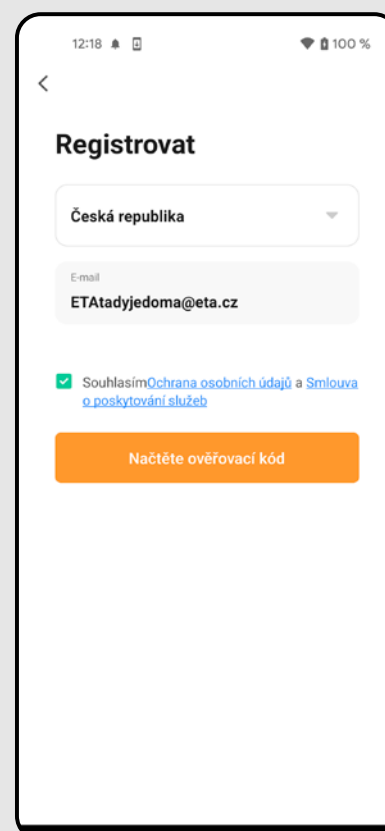 12:18 100 %
Registrovat
Česká republika
E-mail
ETAtadyjedoma@eta.cz
SouhlasímOchrana osobních údajů a Smlouva
o poskytování služeb
Načtěte ověřovací kód